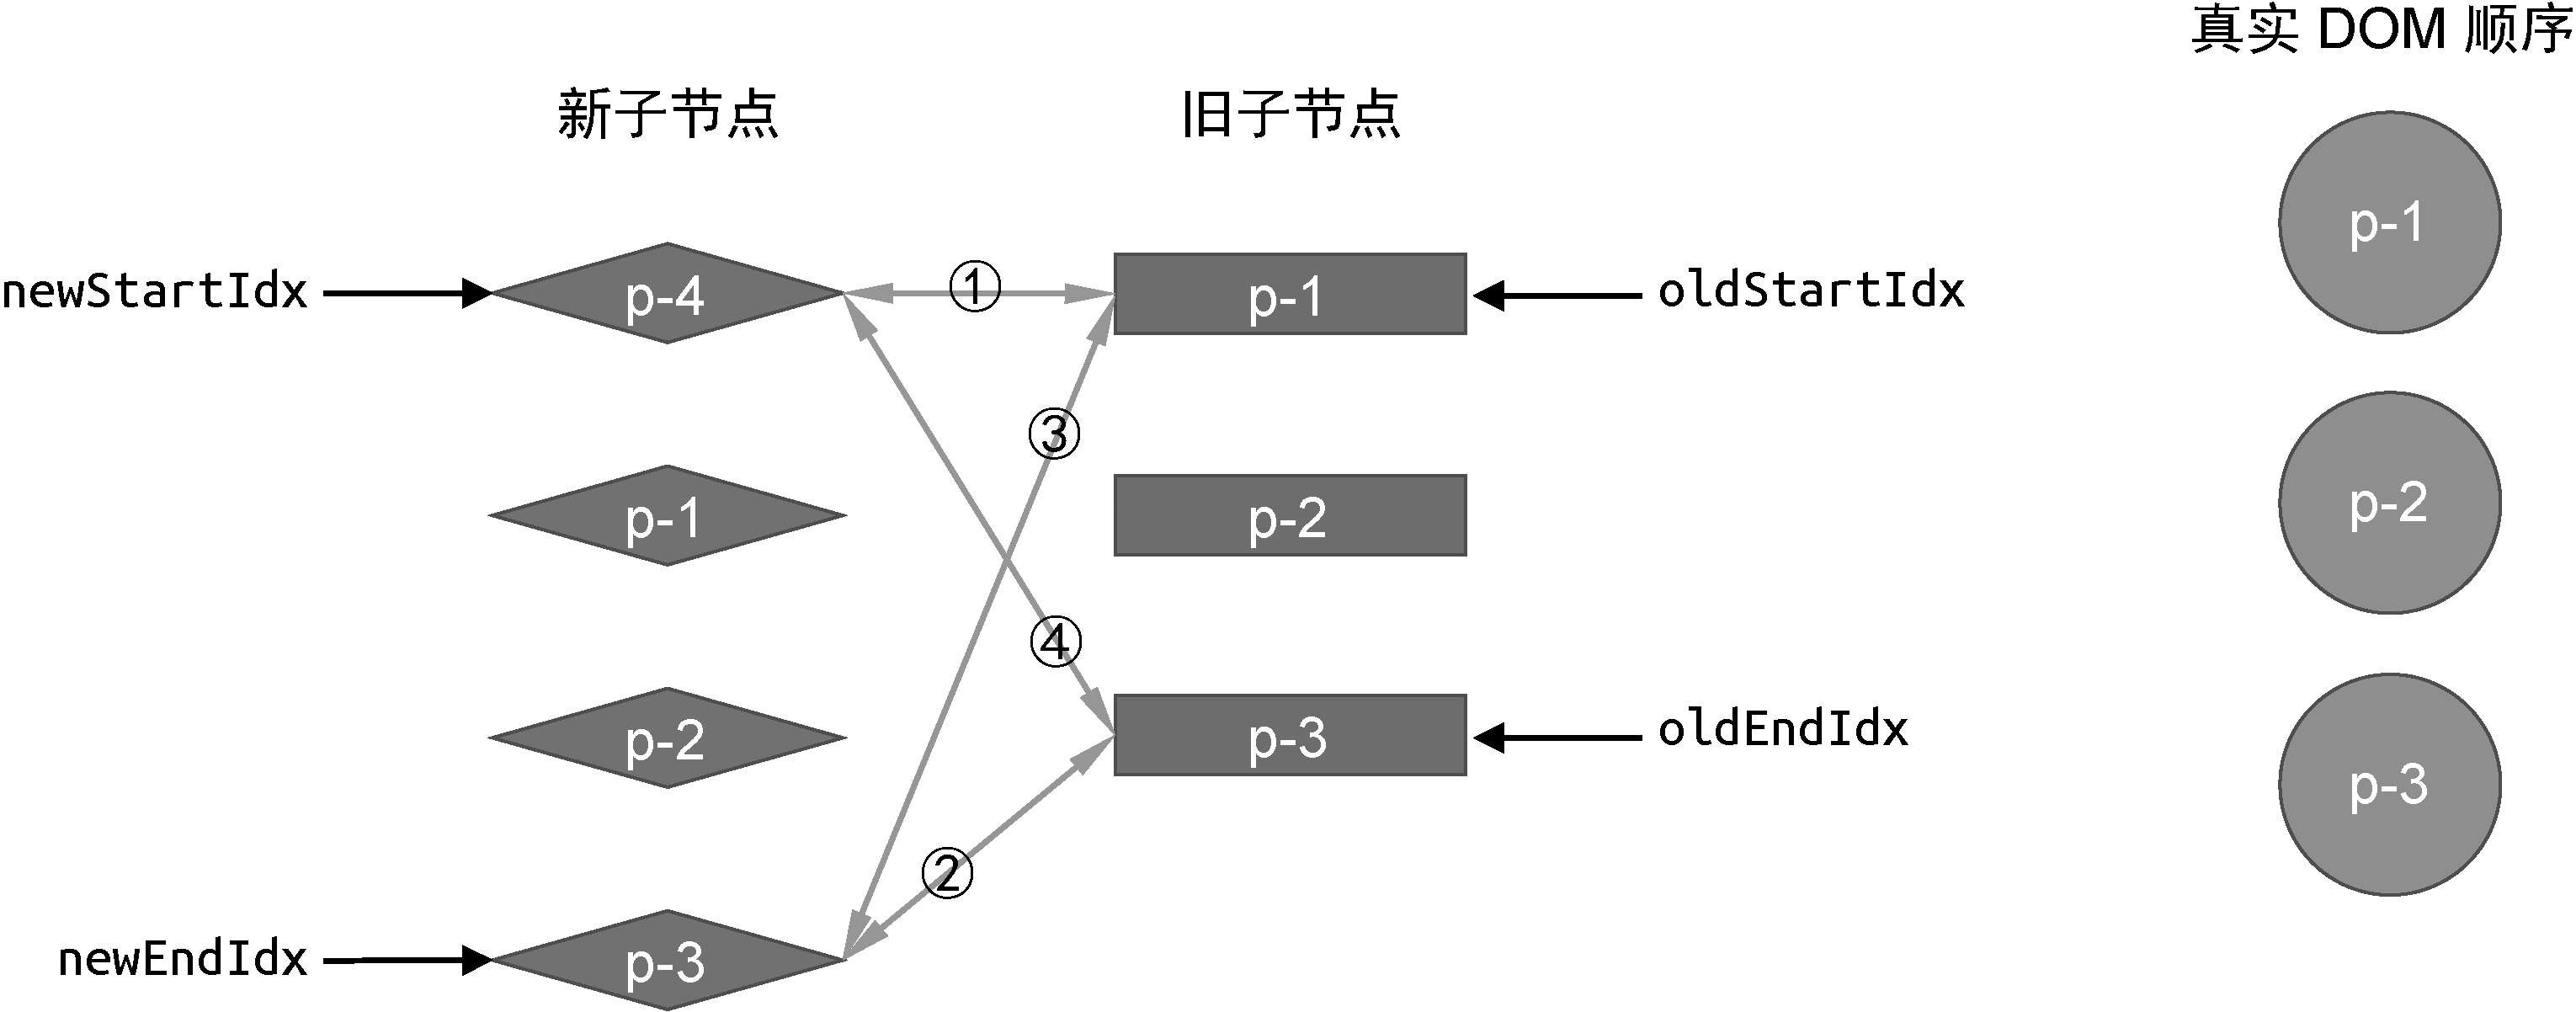 真实 DOM 顺序
新子节点
旧子节点
p-1
newStartIdx
p-4
①
p-1
oldStartIdx
③
p-1
p-2
p-2
④
p-2
p-3
oldEndIdx
p-3
②
newEndIdx
p-3